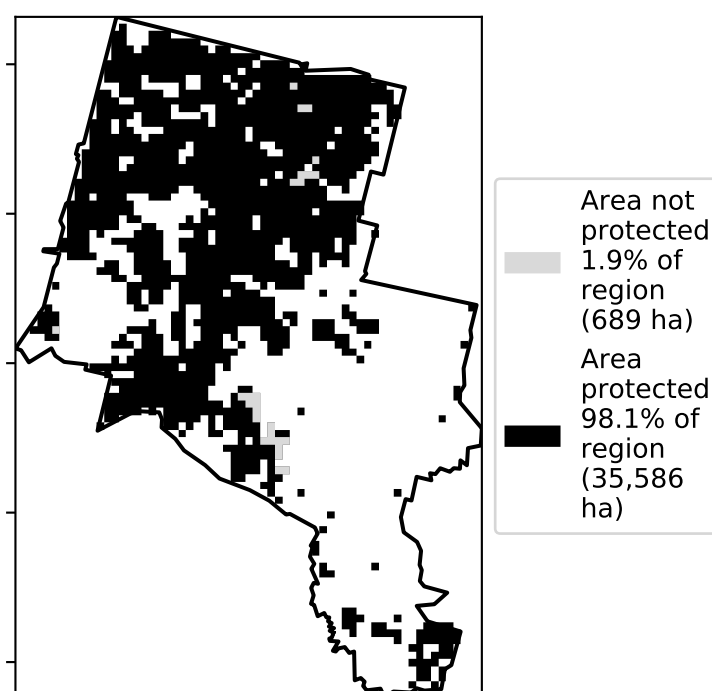 Area not
protected
1.9% of
region
(689 ha)
Area
protected
98.1% of
region
(35,586
ha)